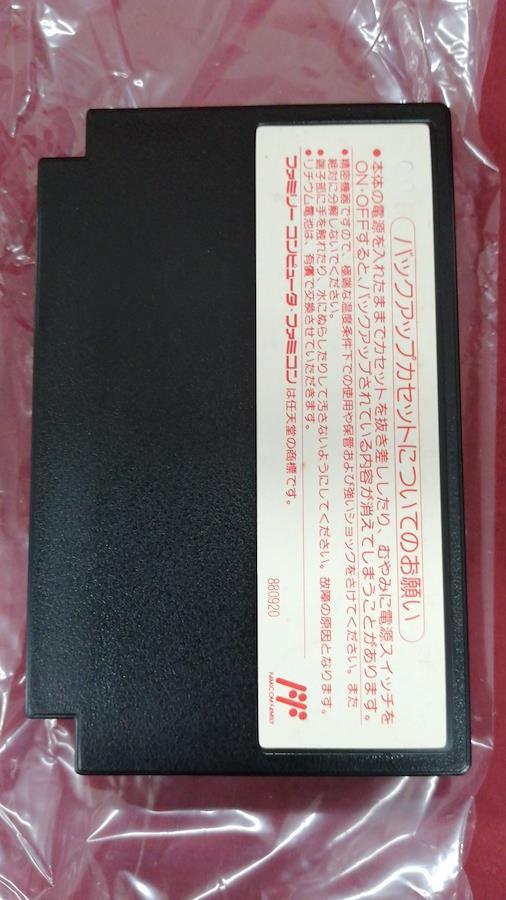 バックアップカセットについてのお願い
●本体の電源を入れたままでカセットを抜き差ししたり、むやみに電源スイッチを
ON・OFFすると、バックアップされている内容が消えてしまうことがあります。
●精密機器ですので、極端な温度条件下での使用や保管および強いショックをさけてください。また
絶対に分解しないでください。
●端子部に手を触れたり、水にぬらしたりして汚さないようにしてください。故障の原因となります。
●リチウム電池は、有償で交換させていただきます。
ファミリーコンピュータ・ファミコンは任天堂の商標です。
880920
FAMICOM FAMILY